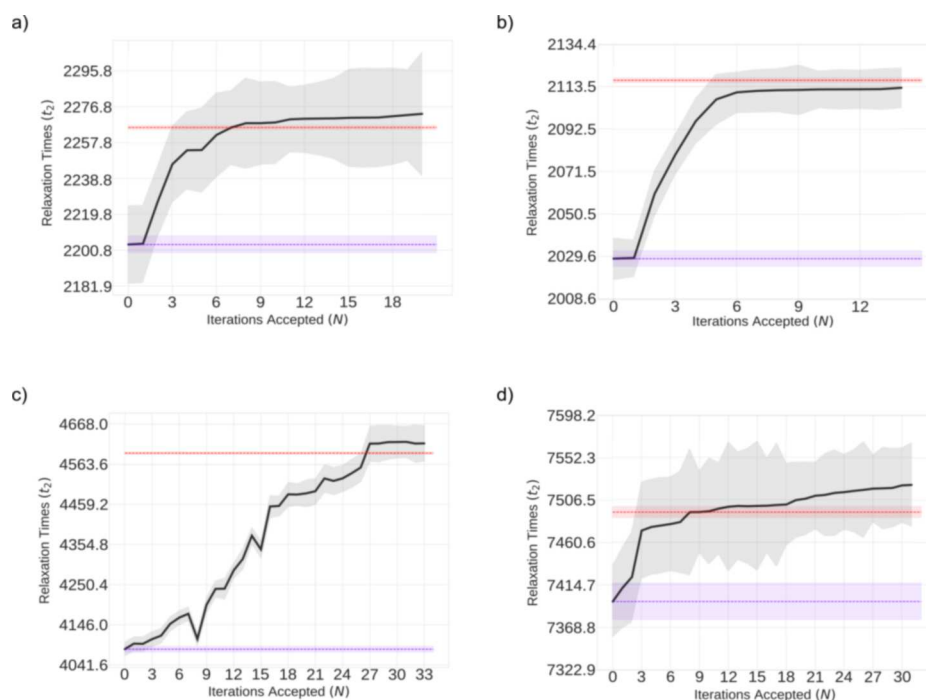 a)
Relaxation Times (t₂)
2295.8
2276.8
2257.8
2238.8
2219.8
2200.8
2181.9
0 3 6 9 12 15 18
Iterations Accepted (N)
b)
Relaxation Times (t₂)
2134.4
2113.5
2092.5
2071.5
2050.5
2029.6
2008.6
0 3 6 9 12
Iterations Accepted (N)
c)
Relaxation Times (t₂)
4668.0
4563.6
4459.2
4354.8
4250.4
4146.0
4041.6
0 3 6 9 12 15 18 21 24 27 30 33
Iterations Accepted (N)
d)
Relaxation Times (t₂)
7598.2
7552.3
7506.5
7460.6
7414.7
7368.8
7322.9
0 3 6 9 12 15 18 21 24 27 30
Iterations Accepted (N)